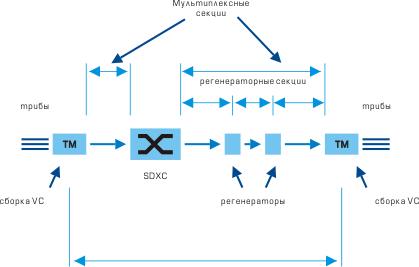 Мультиплексные
секции
регенераторные секции
трибы
трибы
TM
TM
SDXC
сборка VC
регенераторы
сборка VC